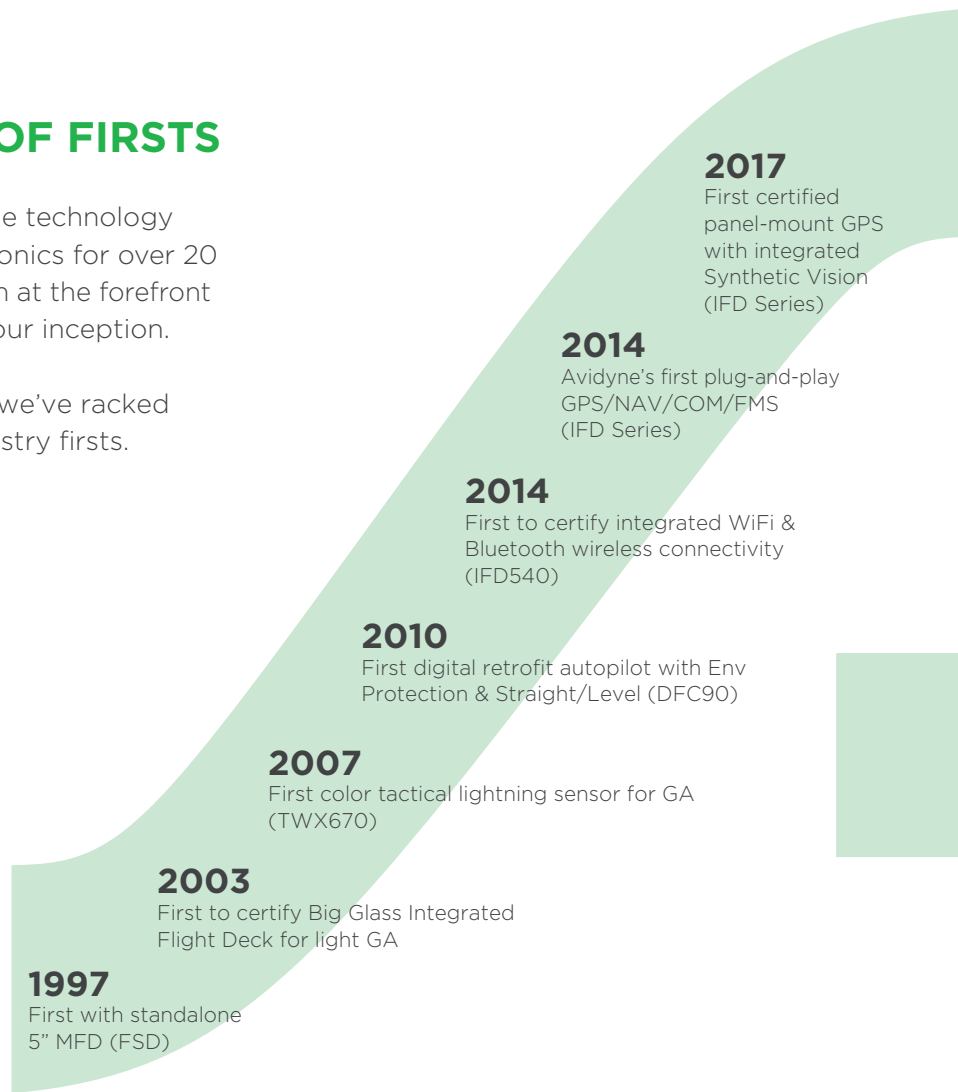 OF FIRSTS
e technology
onics for over 20
at the forefront
our inception.
we've racked
stry firsts.
2017
First certified
panel-mount GPS
with integrated
Synthetic Vision
(IFD Series)
2014
Avidyne's first plug-and-play
GPS/NAV/COM/FMS
(IFD Series)
2014
First to certify integrated WiFi &
Bluetooth wireless connectivity
(IFD540)
2010
First digital retrofit autopilot with Env
Protection & Straight/Level (DFC90)
2007
First color tactical lightning sensor for GA
(TWX670)
2003
First to certify Big Glass Integrated
Flight Deck for light GA
1997
First with standalone
5” MFD (FSD)